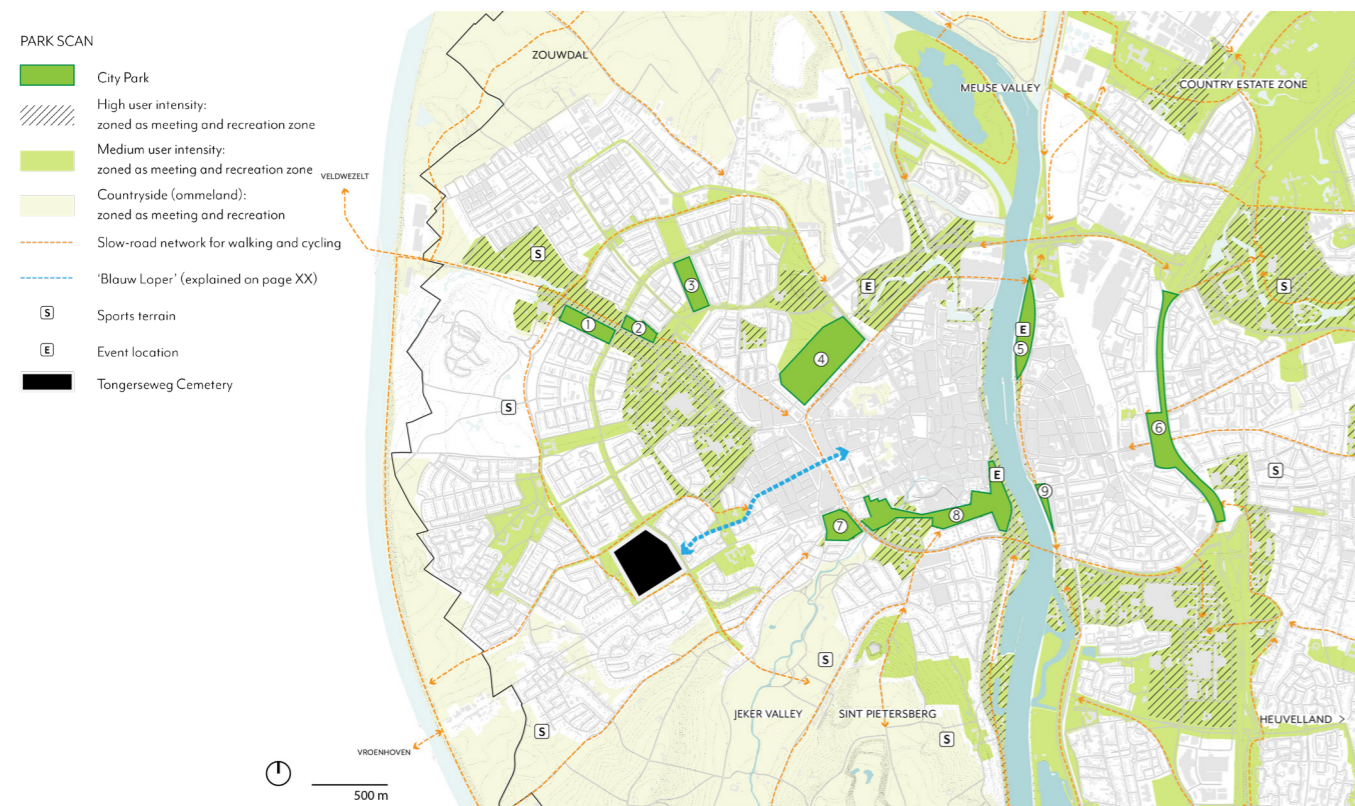 PARK SCAN
City Park
High user intensity:
zoned as meeting and recreation zone
Medium user intensity:
zoned as meeting and recreation zone
Countryside (ommeland):
zoned as meeting and recreation
Slow-road network for walking and cycling
'Blauw Loper' (explained on page XX)
S
Sports terrain
E
Event location
Tongerseweg Cemetery
ZOUWDAL
MEUSE VALLEY
COUNTRY ESTATE ZONE
VELDWEZELT
S
3
E
S
1
2
E
5
4
S
6
S
E
9
8
7
S
JEKER VALLEY
SINT PIETERSBERG
HEUVELLAND >
S
S
VROENHOVEN
500 m